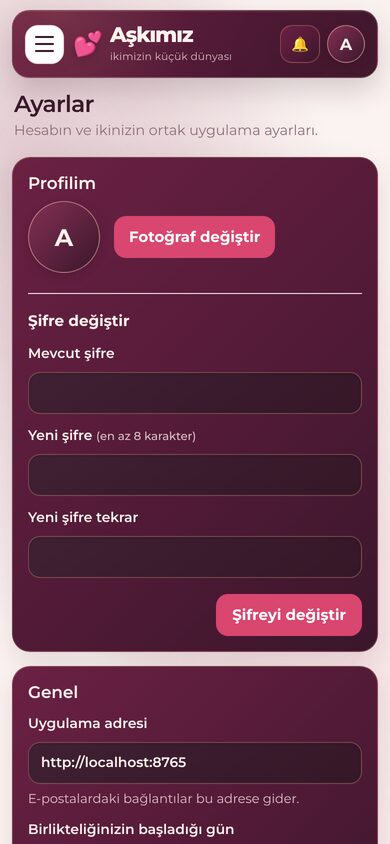 Aşkımız
ikimizin küçük dünyası
A
Ayarlar
Hesabın ve ikinizin ortak uygulama ayarları.
Profilim
A
Fotoğraf değiştir
Şifre değiştir
Mevcut şifre
Yeni şifre (en az 8 karakter)
Yeni şifre tekrar
Şifreyi değiştir
Genel
Uygulama adresi
http://localhost:8765
E-postalardaki bağlantılar bu adrese gider.
Birlikteliğinizin başladığı gün